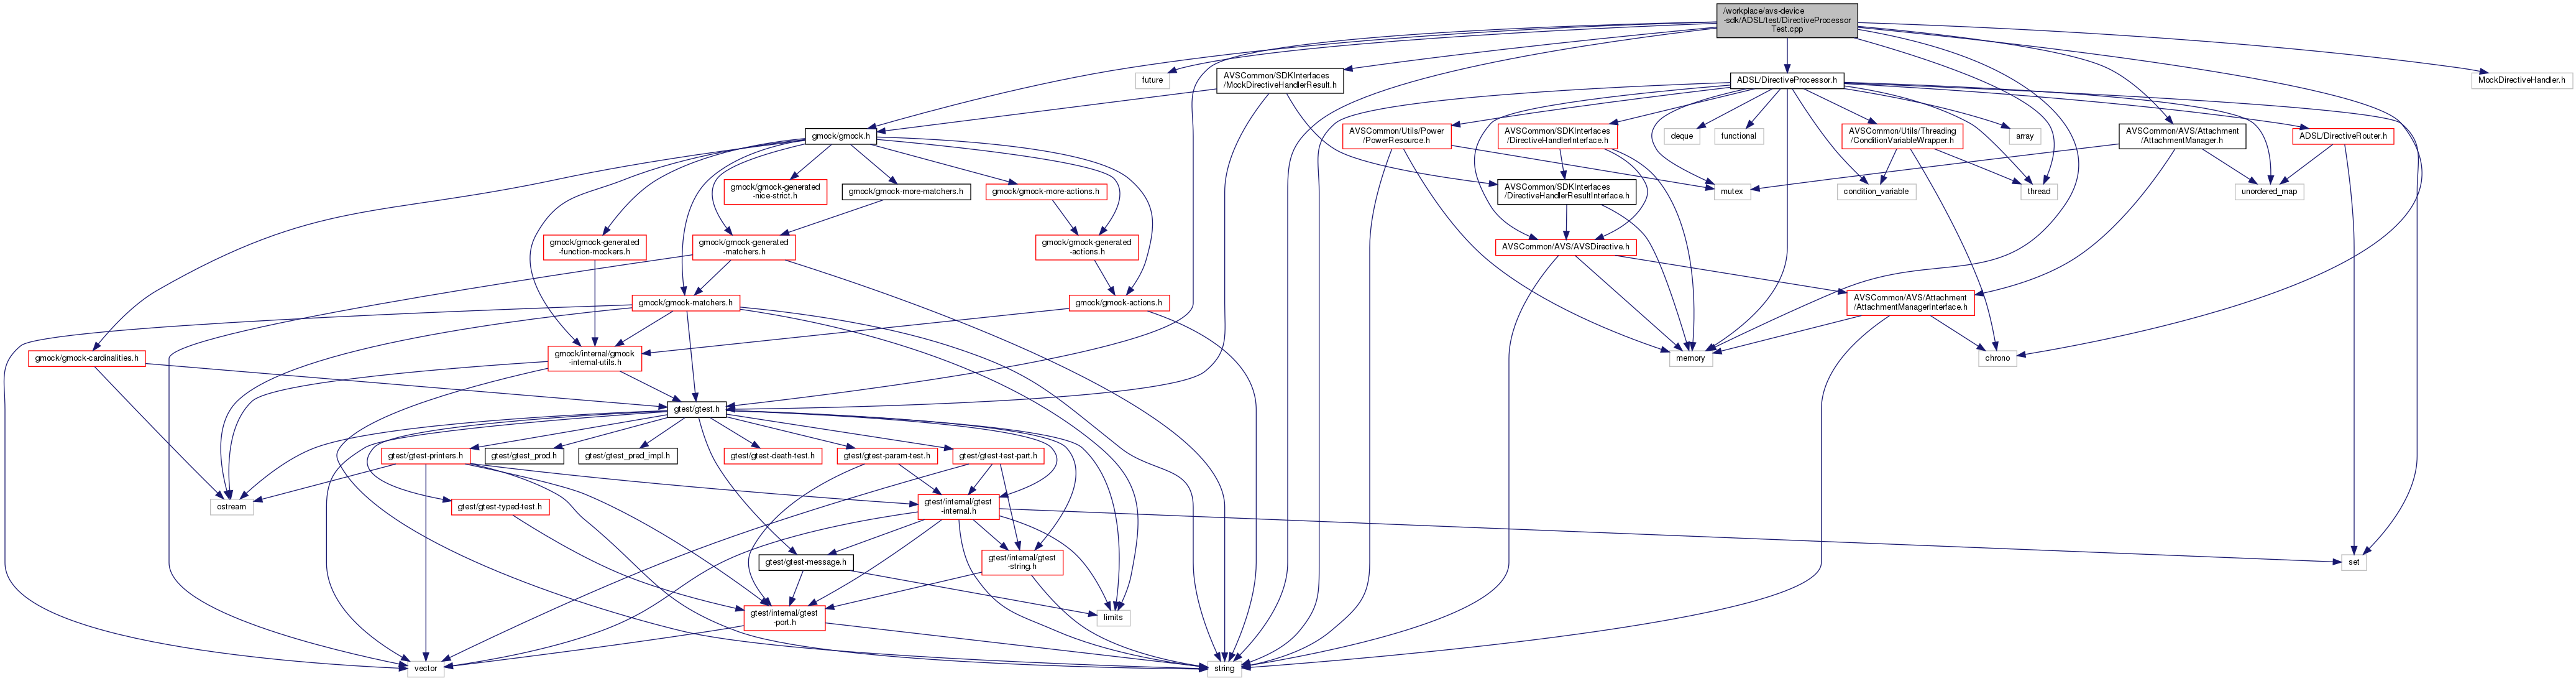 /workplace/avs-device
-sdk/ADSL/test/DirectiveProcessor
Test.cpp
future
AVSCommon/SDKInterfaces
/MockDirectiveHandlerResult.h
ADSL/DirectiveProcessor.h
MockDirectiveHandler.h
gmock/gmock.h
AVSCommon/Utils/Power
/PowerResource.h
AVSCommon/SDKInterfaces
/DirectiveHandlerInterface.h
deque
functional
AVSCommon/Utils/Threading
/ConditionVariableWrapper.h
array
AVSCommon/AVS/Attachment
/AttachmentManager.h
ADSL/DirectiveRouter.h
gmock/gmock-generated
-nice-strict.h
gmock/gmock-more-matchers.h
gmock/gmock-more-actions.h
AVSCommon/SDKInterfaces
/DirectiveHandlerResultInterface.h
mutex
condition_variable
thread
unordered_map
gmock/gmock-generated
-function-mockers.h
gmock/gmock-generated
-matchers.h
gmock/gmock-generated
-actions.h
AVSCommon/AVS/AVSDirective.h
gmock/gmock-matchers.h
gmock/gmock-actions.h
AVSCommon/AVS/Attachment
/AttachmentManagerInterface.h
gmock/gmock-cardinalities.h
gmock/internal/gmock
-internal-utils.h
memory
chrono
gtest/gtest.h
gtest/gtest-printers.h
gtest/gtest_prod.h
gtest/gtest_pred_impl.h
gtest/gtest-death-test.h
gtest/gtest-param-test.h
gtest/gtest-test-part.h
ostream
gtest/gtest-typed-test.h
gtest/internal/gtest
-internal.h
gtest/gtest-message.h
gtest/internal/gtest
-string.h
set
gtest/internal/gtest
-port.h
limits
vector
string